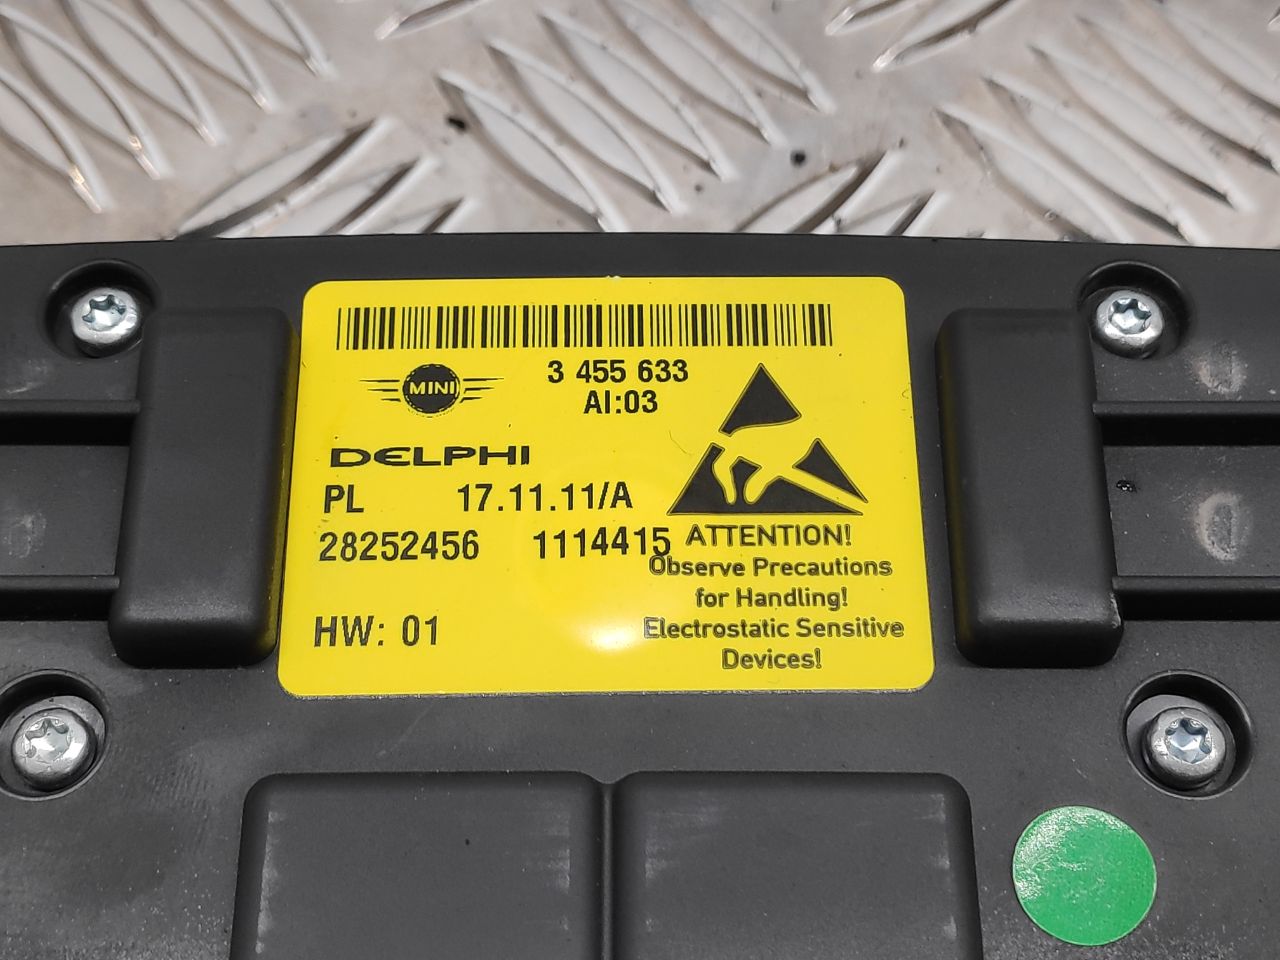 3 455 633
MINI
AI:03
DELPHI
PL 17.11.11/A
28252456 1114415
HW: 01
ATTENTION!
Observe Precautions
for Handling!
Electrostatic Sensitive
Devices!